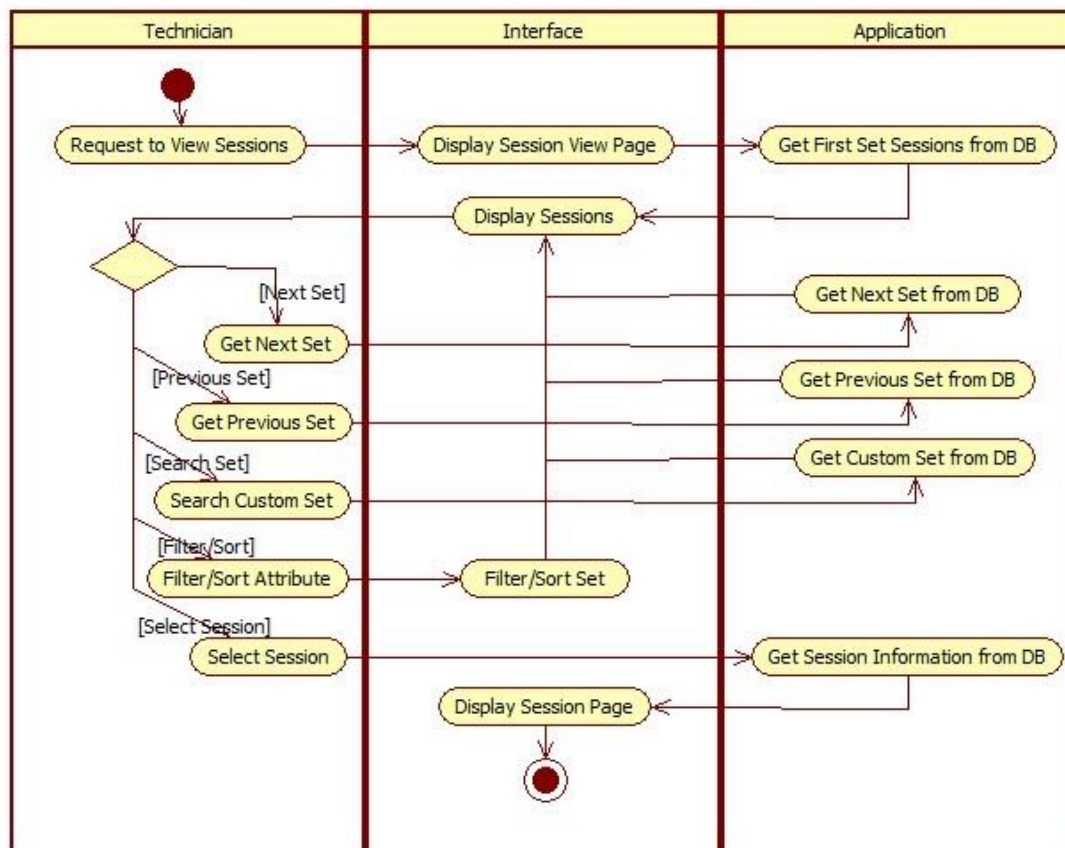 Technician
Interface
Application
Request to View Sessions
Display Session View Page
Get First Set Sessions from DB
Display Sessions
[Next Set]
Get Next Set from DB
Get Next Set
[Previous Set]
Get Previous Set from DB
Get Previous Set
[Search Set]
Get Custom Set from DB
Search Custom Set
[Filter/Sort]
Filter/Sort Attribute
Filter/Sort Set
[Select Session]
Select Session
Get Session Information from DB
Display Session Page